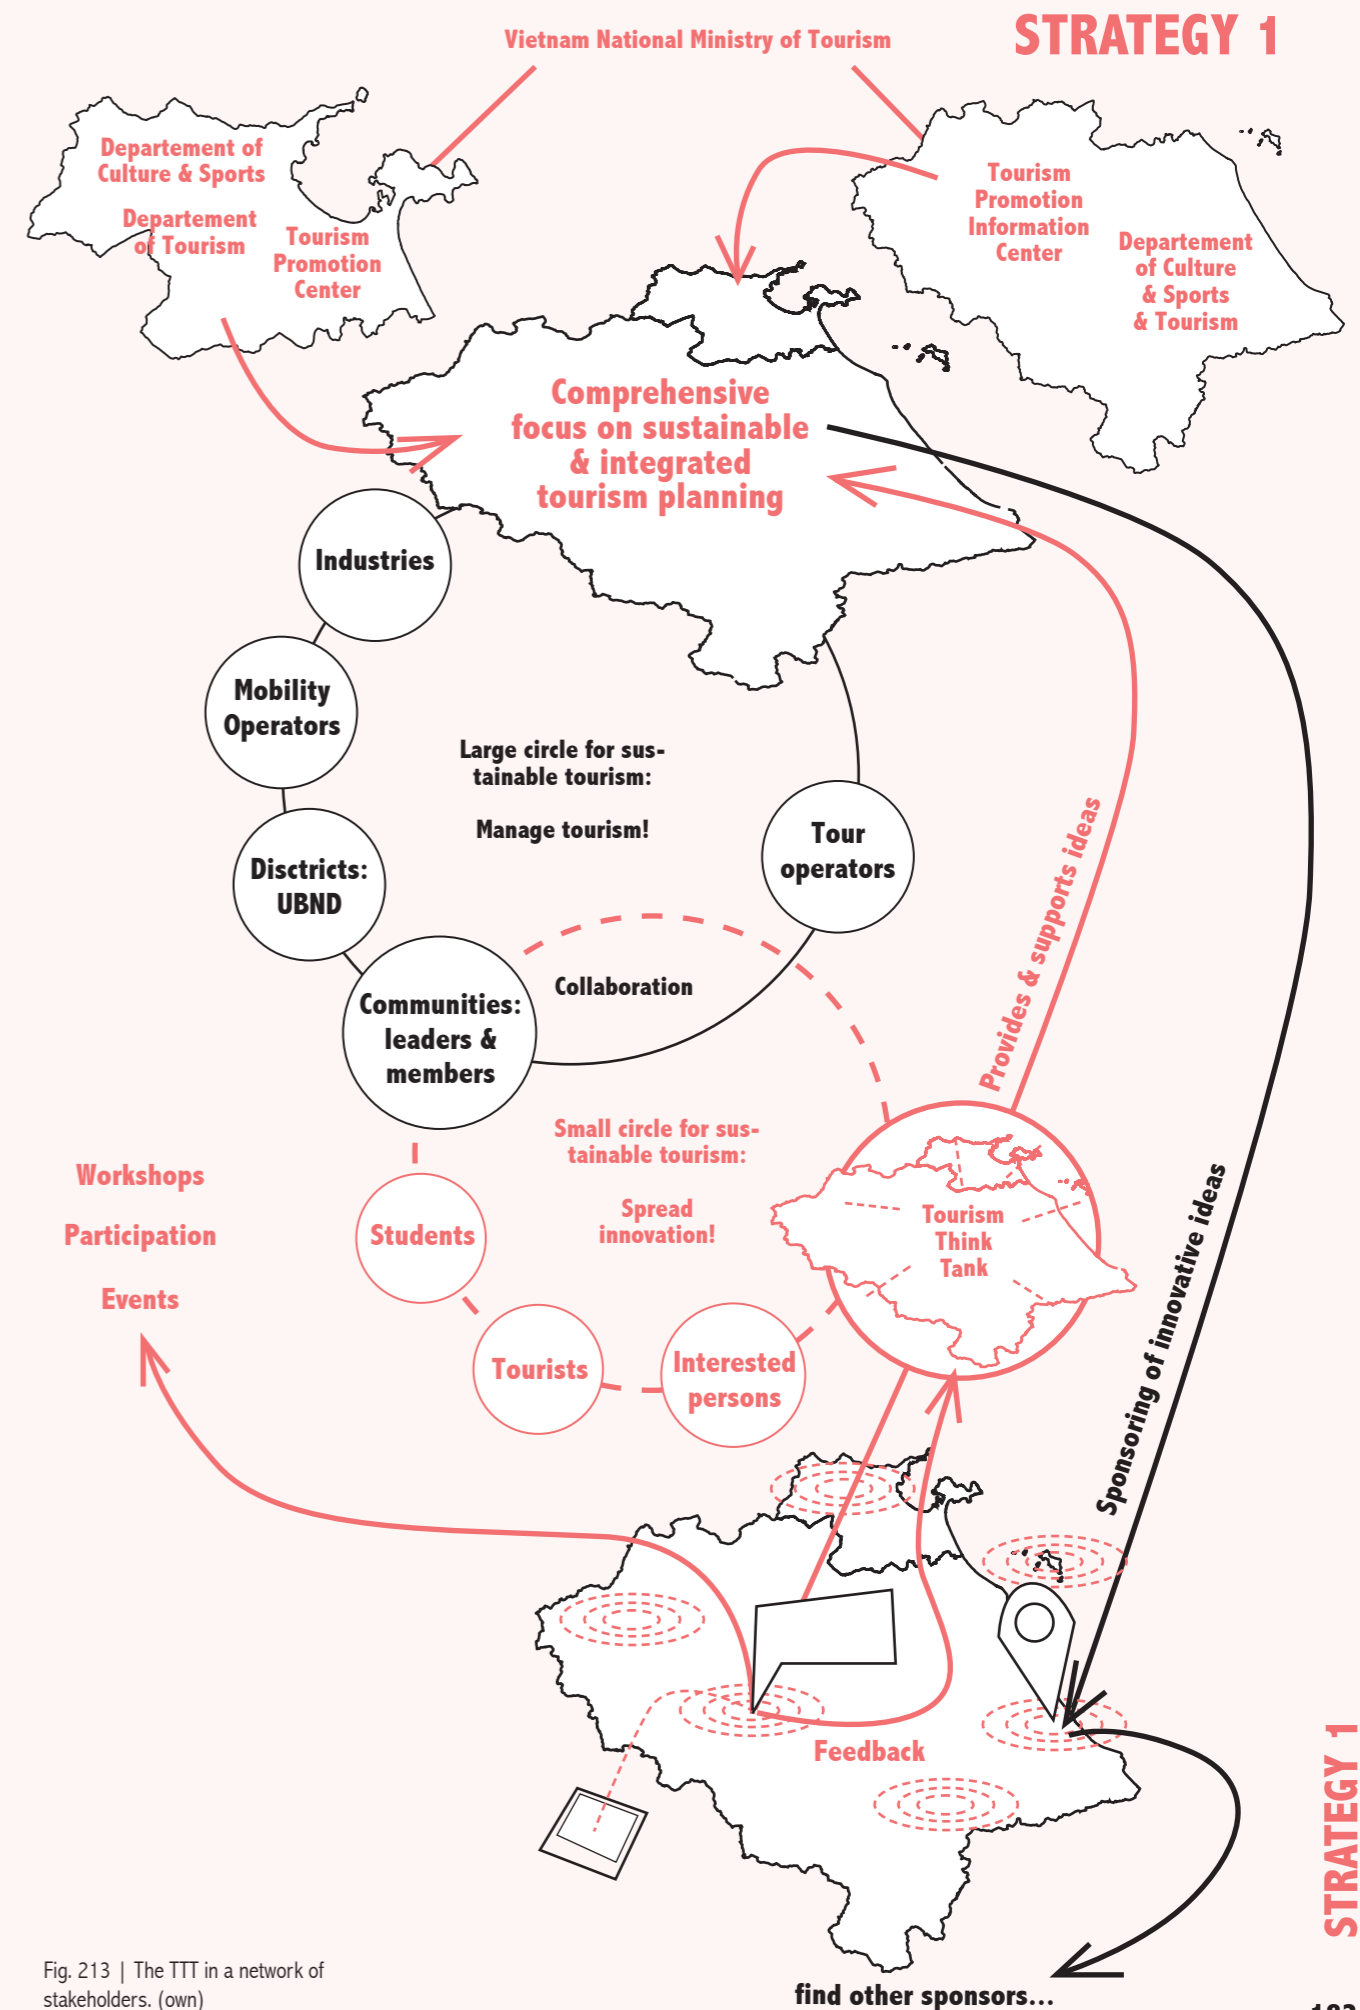 STRATEGY 1
Vietnam National Ministry of Tourism
Departement of
Culture & Sports
Departement
of Tourism
Tourism
Promotion
Center
Tourism
Promotion
Information
Center
Departement
of Culture
& Sports
& Tourism
Comprehensive
focus on sustainable
& integrated
tourism planning
Industries
Mobility
Operators
Large circle for sus-
tainable tourism:
Manage tourism!
Disctricts:
UBND
Tour
operators
Provides & supports ideas
Collaboration
Communities:
leaders &
members
Small circle for sus-
tainable tourism:
Spread
innovation!
Workshops
Participation
Events
Students
Tourists
Interested
persons
Tourism
Think
Tank
Sponsoring of innovative ideas
Feedback
STRATEGY 1
Fig. 213 | The TTT in a network of
stakeholders. (own)
find other sponsors...